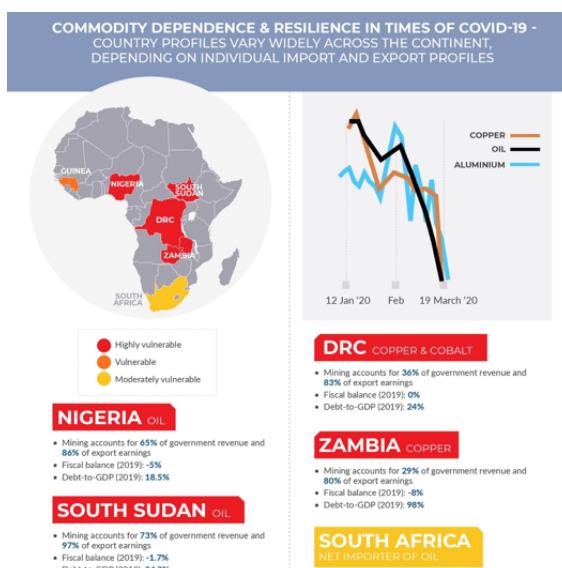 COMMODITY DEPENDENCE & RESILIENCE IN TIMES OF COVID-19 -
COUNTRY PROFILES VARY WIDELY ACROSS THE CONTINENT,
DEPENDING ON INDIVIDUAL IMPORT AND EXPORT PROFILES
GUINEA
NIGERIA
SOUTH
SUDAN
DRC
ZAMBIA
SOUTH
AFRICA
Highly vulnerable
Vulnerable
Moderately vulnerable
NIGERIA OIL
• Mining accounts for 65% of government revenue and
86% of export earnings
• Fiscal balance (2019): -5%
• Debt-to-GDP (2019): 18.5%
SOUTH SUDAN OIL
• Mining accounts for 73% of government revenue and
97% of export earnings
• Fiscal balance (2019): -1.7%
COPPER
OIL
ALUMINIUM
12 Jan '20 Feb 19 March '20
DRC COPPER & COBALT
• Mining accounts for 36% of government revenue and
83% of export earnings
• Fiscal balance (2019): 0%
• Debt-to-GDP (2019): 24%
ZAMBIA COPPER
• Mining accounts for 29% of government revenue and
80% of export earnings
• Fiscal balance (2019): -8%
• Debt-to-GDP (2019): 98%
SOUTH AFRICA
NET IMPORTER OF OIL